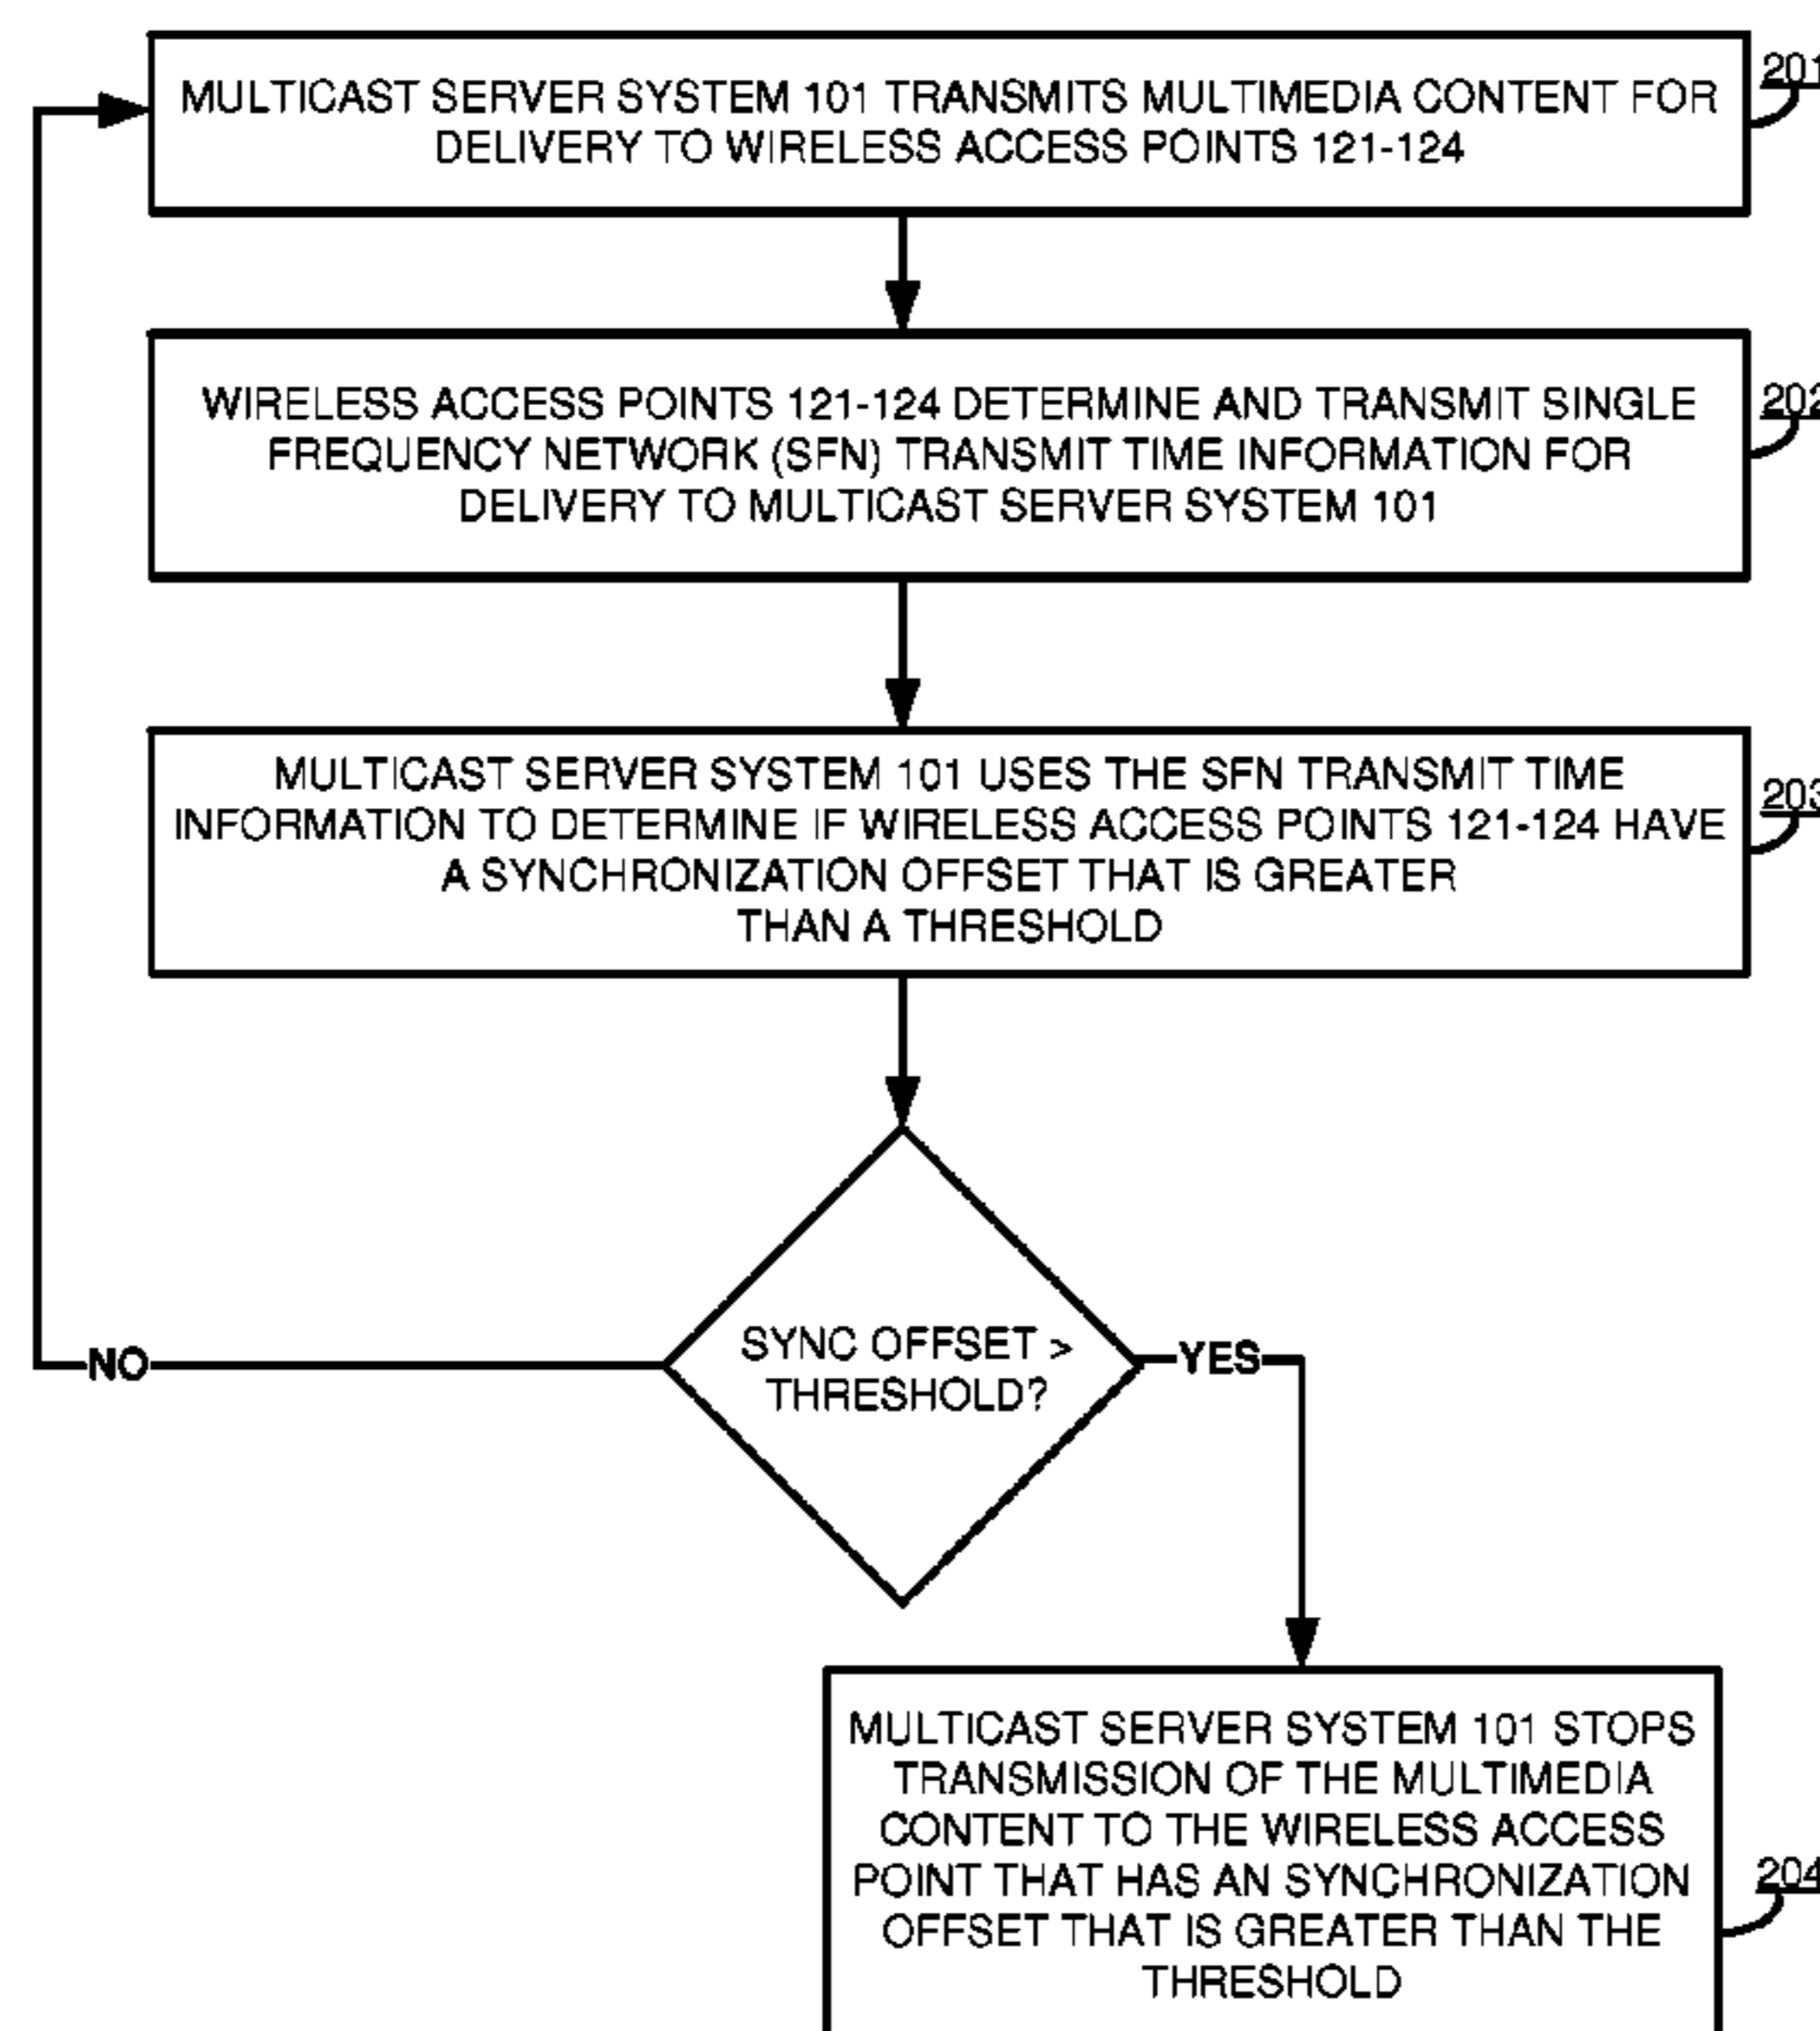 MULTICAST SERVER SYSTEM 101 TRANSMITS MULTIMEDIA CONTENT FOR
DELIVERY TO WIRELESS ACCESS POINTS 121-124
201
WIRELESS ACCESS POINTS 121-124 DETERMINE AND TRANSMIT SINGLE
FREQUENCY NETWORK (SFN) TRANSMIT TIME INFORMATION FOR
DELIVERY TO MULTICAST SERVER SYSTEM 101
202
MULTICAST SERVER SYSTEM 101 USES THE SFN TRANSMIT TIME
INFORMATION TO DETERMINE IF WIRELESS ACCESS POINTS 121-124 HAVE
A SYNCHRONIZATION OFFSET THAT IS GREATER
THAN A THRESHOLD
203
SYNC OFFSET >
THRESHOLD?
NO
YES
MULTICAST SERVER SYSTEM 101 STOPS
TRANSMISSION OF THE MULTIMEDIA
CONTENT TO THE WIRELESS ACCESS
POINT THAT HAS AN SYNCHRONIZATION
OFFSET THAT IS GREATER THAN THE
THRESHOLD
204